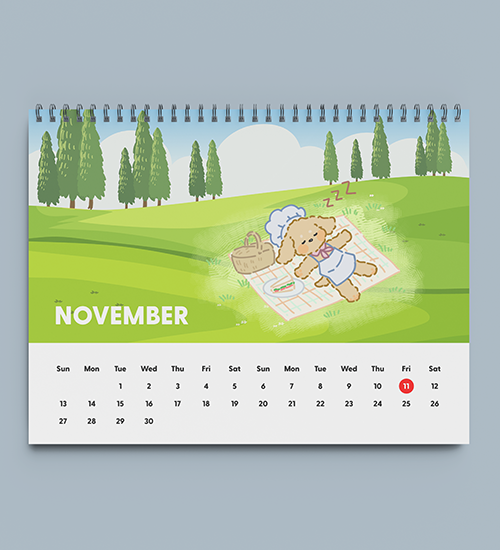 zzz
NOVEMBER
Sun Mon Tue Wed Thu Fri Sat Sun Mon Tue Wed Thu Fri Sat
1 2 3 4 5 6 7 8 9 10 11 12
13 14 15 16 17 18 19 20 21 22 23 24 25 26
27 28 29 30